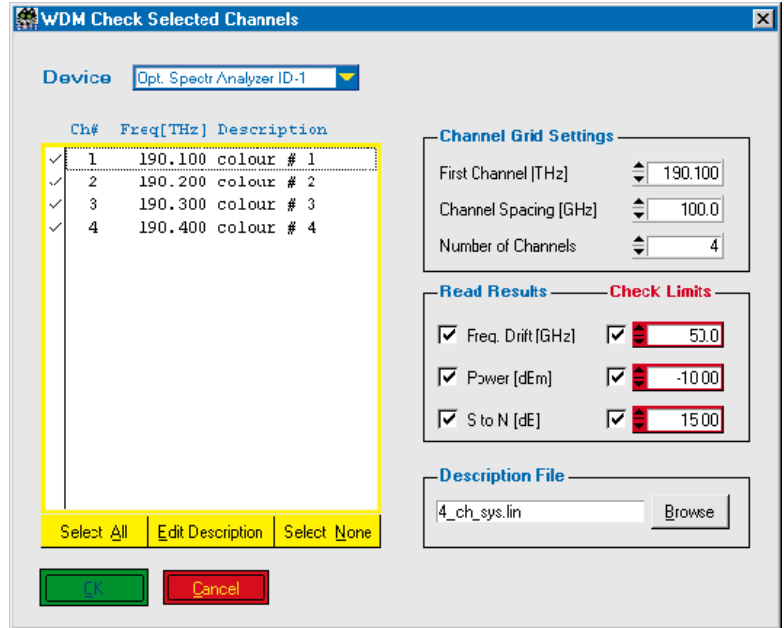 WDM Check Selected Channels
Device Opt. Spectr Analyzer ID-1
Ch# Freq[THz] Description
1 190.100 colour # 1
2 190.200 colour # 2
3 190.300 colour # 3
4 190.400 colour # 4
Select All Edit Description Select None
OK Cancel
Channel Grid Settings
First Channel [THz] 190.100
Channel Spacing [GHz] 100.0
Number of Channels 4
Read Results Check Limits
Freq. Drift [GHz] 50.0
Power [dBm] -10.00
S to N [dB] 15.00
Description File
4_ch_sys.lin Browse